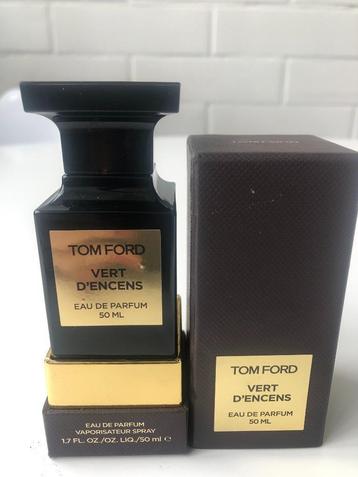 TOM FORD
VERT
D'ENCENS
EAU DE PARFUM
50 ML
EAU DE PARFUM
VAPORISATEUR SPRAY
1.7 FL. OZ./OZ. LIQ./50 ml ℮
TOM FORD
VERT
D'ENCENS
EAU DE PARFUM
50 ML